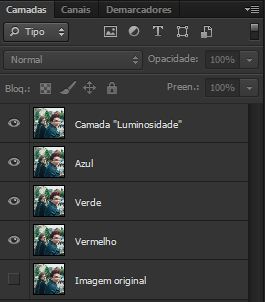 Camadas Canais Demarcadores
Tipo
Normal Opacidade: 100%
Bloq.: Preen.: 100%
Camada "Luminosidade"
Azul
Verde
Vermelho
Imagem original